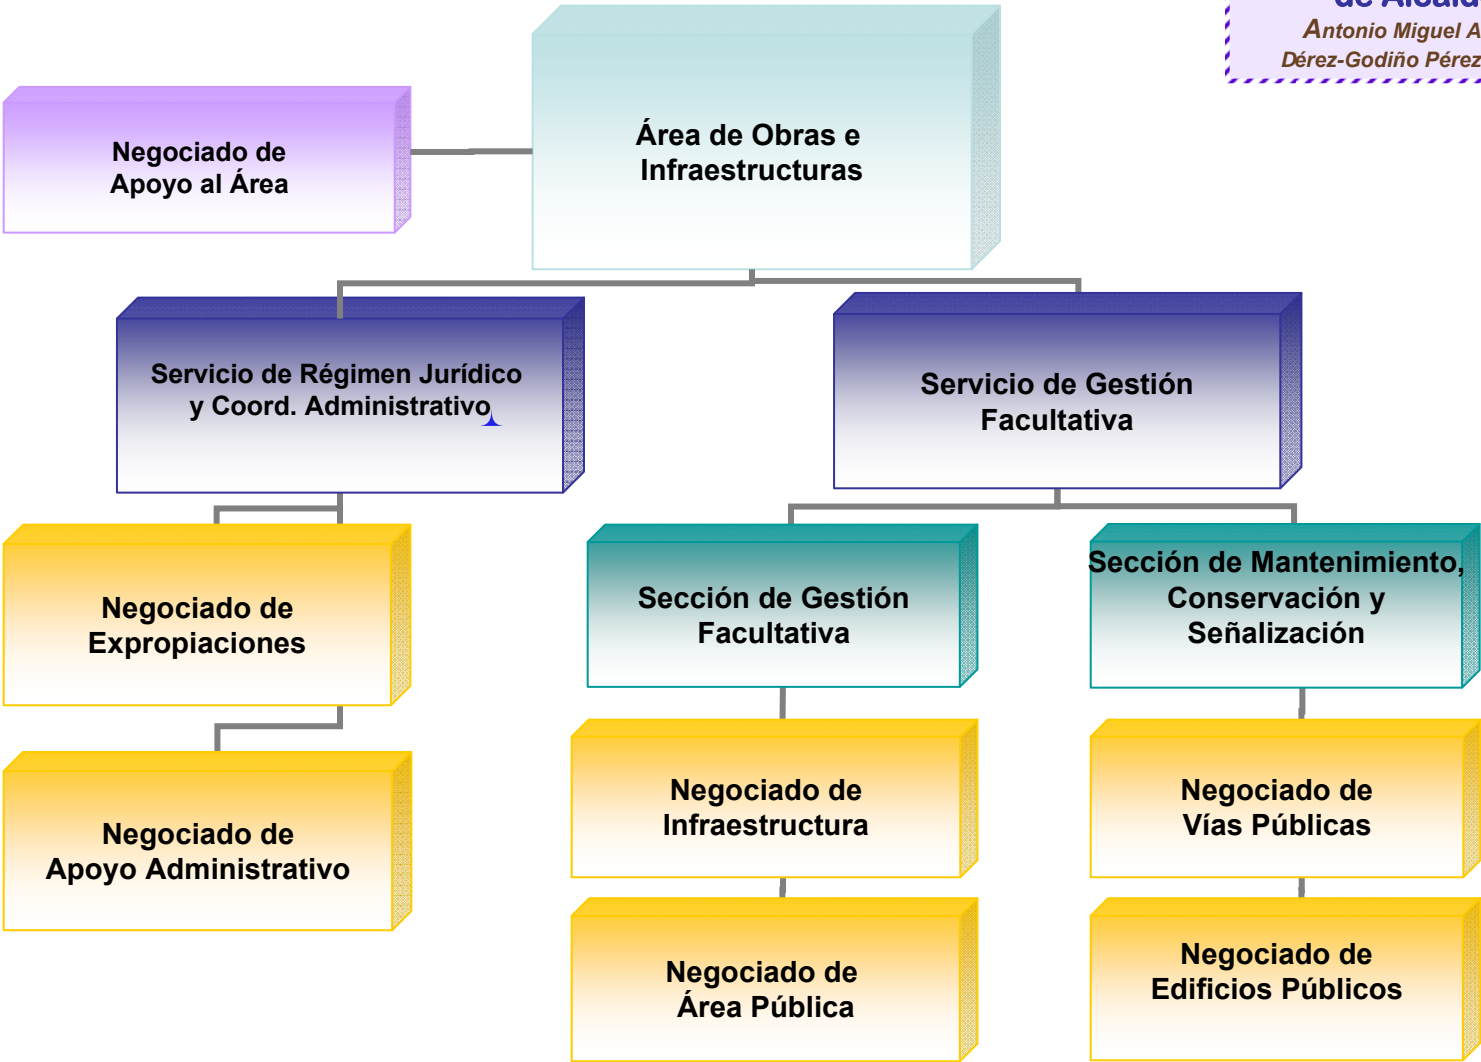 de Alcald
Antonio Miguel A
Dérez-Godiño Pérez
Área de Obras e
Infraestructuras
Negociado de
Apoyo al Área
Servicio de Régimen Jurídico
y Coord. Administrativo
Servicio de Gestión
Facultativa
Negociado de
Expropiaciones
Sección de Gestión
Facultativa
Sección de Mantenimiento,
Conservación y
Señalización
Negociado de
Apoyo Administrativo
Negociado de
Infraestructura
Negociado de
Vías Públicas
Negociado de
Área Pública
Negociado de
Edificios Públicos